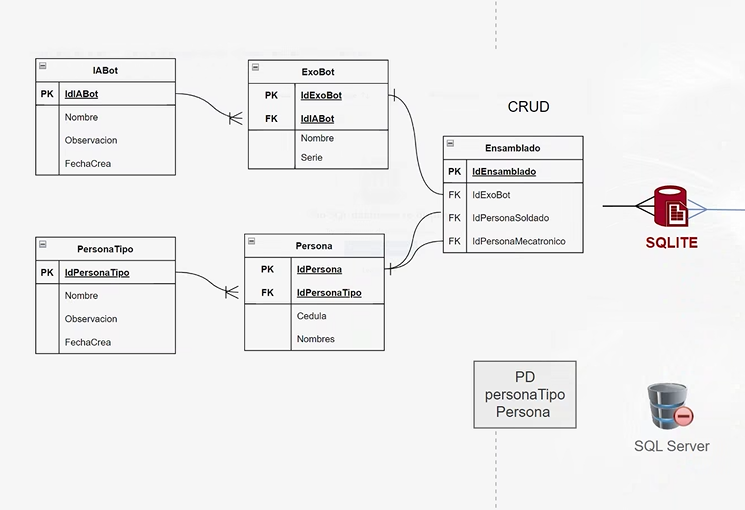 IABot
PK IdIABot
Nombre
Observacion
FechaCrea
ExoBot
PK IdExoBot
FK IdIABot
Nombre
Serie
CRUD
Ensamblado
PK IdEnsamblado
FK IdExoBot
FK IdPersonaSoldado
FK IdPersonaMecatronico
SQLITE
PersonaTipo
PK IdPersonaTipo
Nombre
Observacion
FechaCrea
Persona
PK IdPersona
FK IdPersonaTipo
Cedula
Nombres
PD
personaTipo
Persona
SQL Server